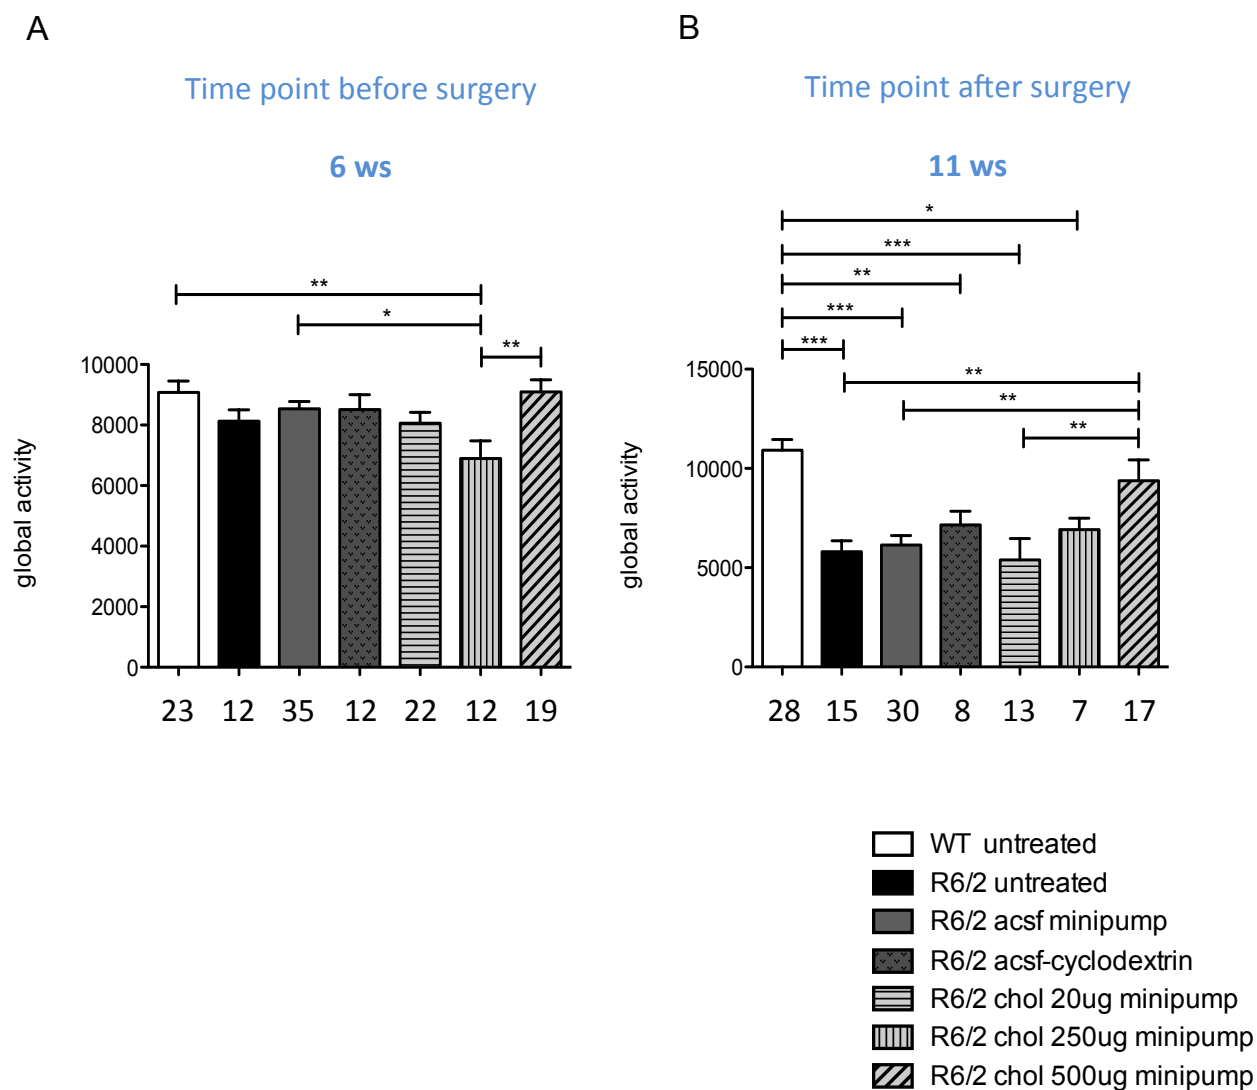 A
Time point before surgery
6 ws
**
*
**
10000
8000
6000
4000
2000
0
global activity
23 12 35 12 22 12 19
B
Time point after surgery
11 ws
*
***
**
***
***
**
**
**
15000
10000
5000
0
global activity
28 15 30 8 13 7 17
WT untreated
R6/2 untreated
R6/2 acsf minipump
R6/2 acsf-cyclodextrin
R6/2 chol 20ug minipump
R6/2 chol 250ug minipump
R6/2 chol 500ug minipump